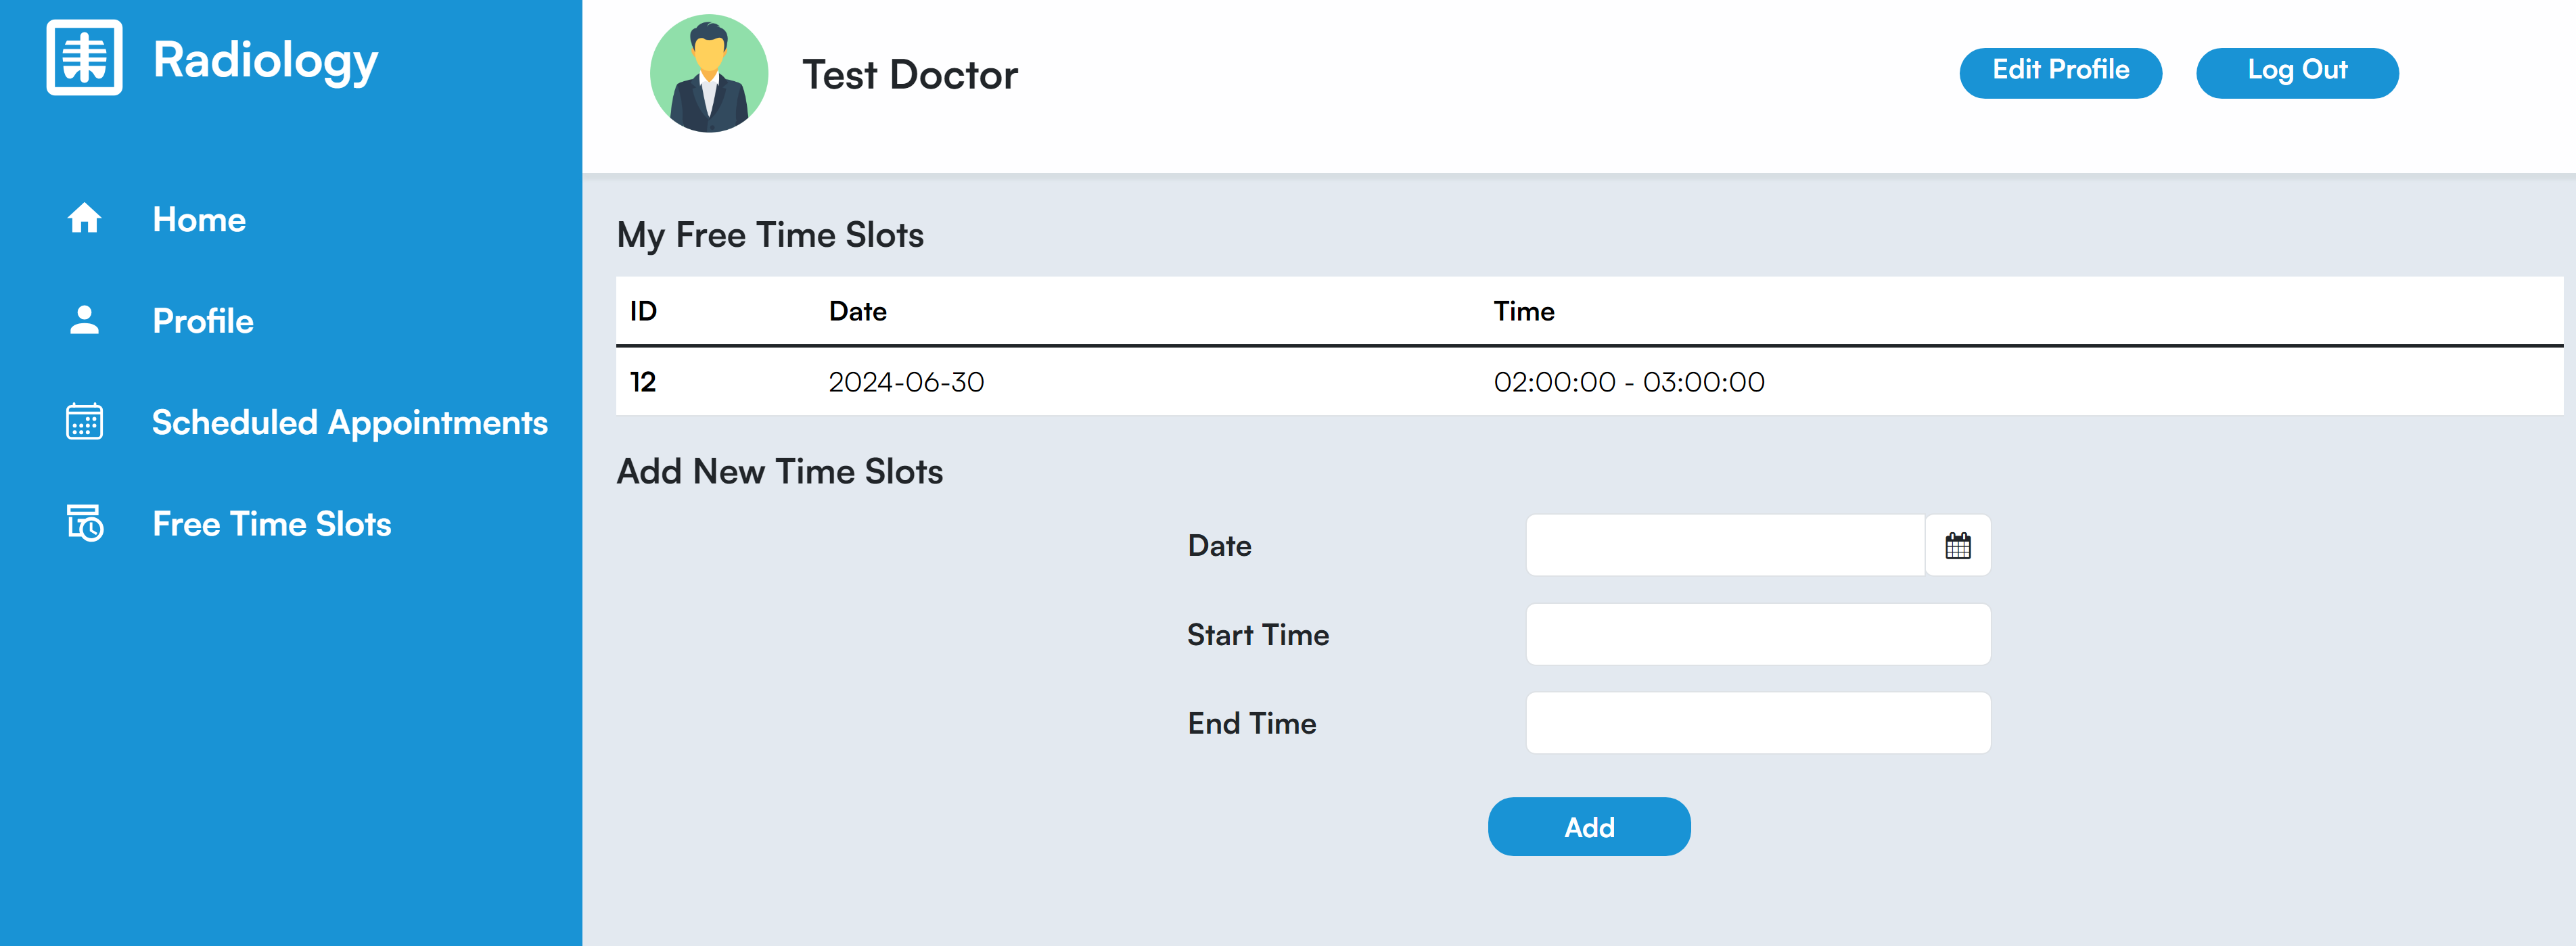 Radiology
Home
Profile
Scheduled Appointments
Free Time Slots
Test Doctor
Edit Profile
Log Out
My Free Time Slots
ID Date Time
12 2024-06-30 02:00:00 - 03:00:00
Add New Time Slots
Date
Start Time
End Time
Add